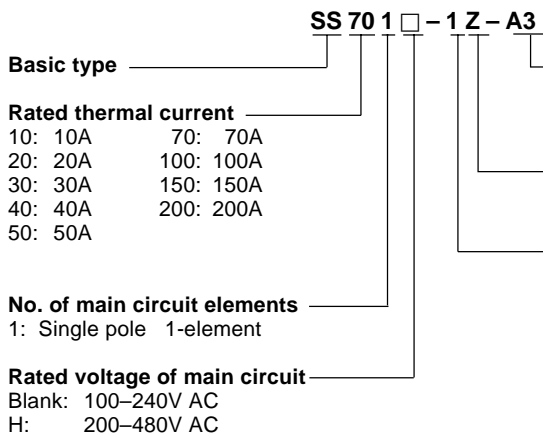 SS 70 1 □ – 1 Z – A3
Basic type
Rated thermal current
10: 10A 70: 70A
20: 20A 100: 100A
30: 30A 150: 150A
40: 40A 200: 200A
50: 50A
No. of main circuit elements
1: Single pole 1-element
Rated voltage of main circuit
Blank: 100–240V AC
H: 200–480V AC